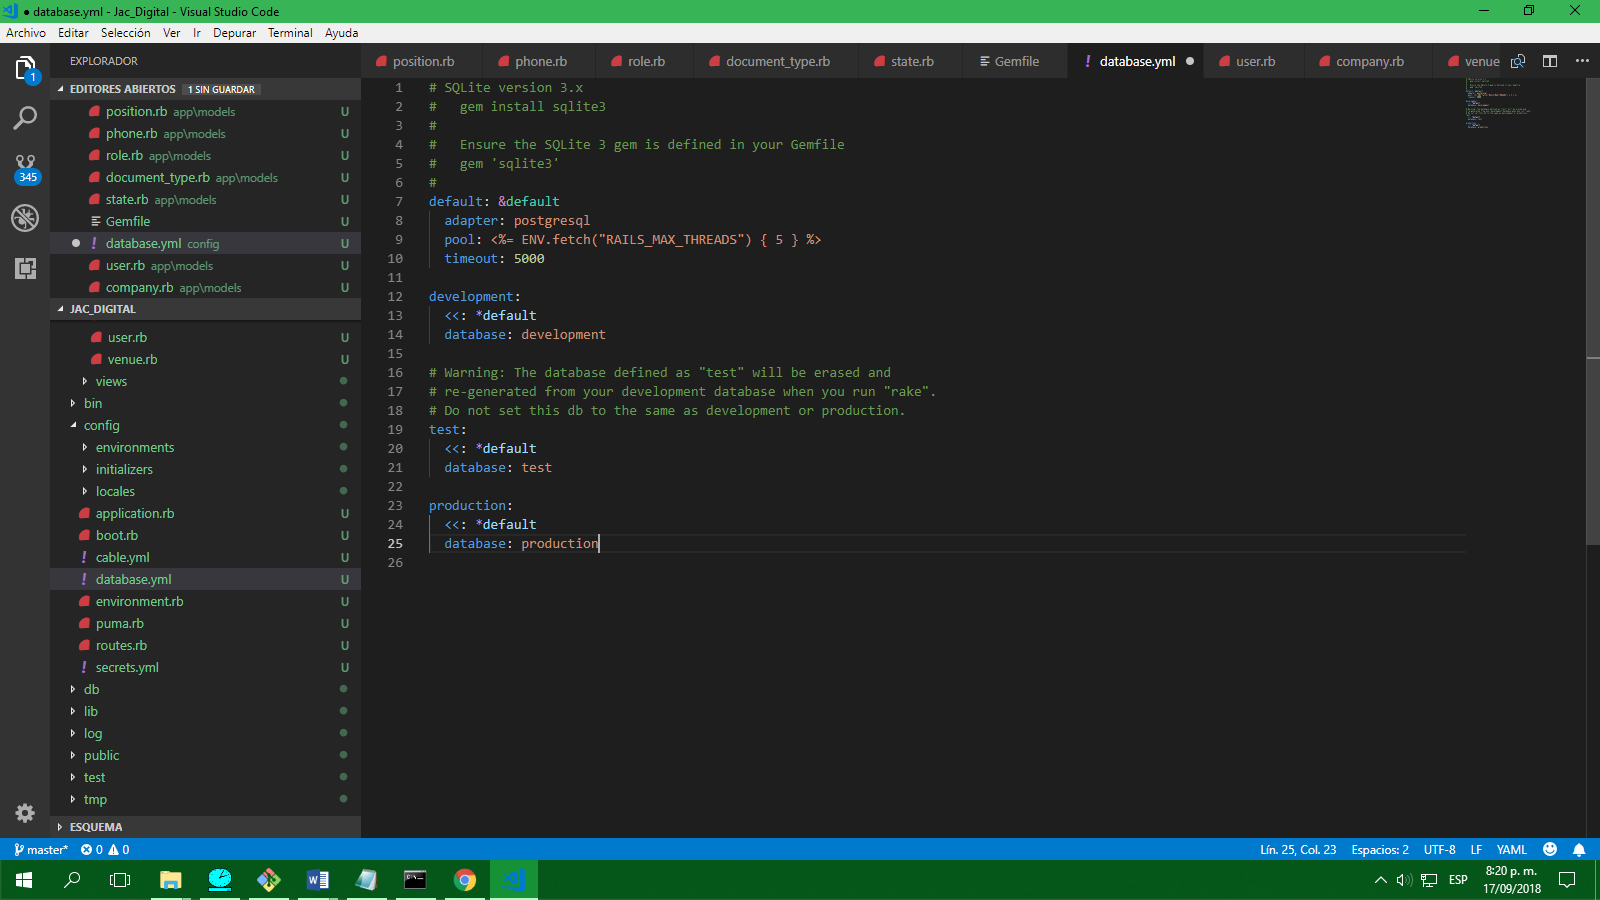 ● database.yml - Jac_Digital - Visual Studio Code
Archivo Editar Selección Ver Ir Depurar Terminal Ayuda
EXPLORADOR
1
345
EDITORES ABIERTOS 1 SIN GUARDAR
position.rb app\models U
phone.rb app\models U
role.rb app\models U
document_type.rb app\models U
state.rb app\models U
Gemfile U
● ! database.yml config U
user.rb app\models U
company.rb app\models U
JAC_DIGITAL
user.rb U
venue.rb U
views
bin
config
environments
initializers
locales
application.rb U
boot.rb U
! cable.yml U
! database.yml U
environment.rb U
puma.rb U
routes.rb U
! secrets.yml U
db
lib
log
public
test
tmp
ESQUEMA
position.rb phone.rb role.rb document_type.rb state.rb Gemfile ! database.yml ● user.rb company.rb venue
1 # SQLite version 3.x
2 #   gem install sqlite3
3 #
4 #   Ensure the SQLite 3 gem is defined in your Gemfile
5 #   gem 'sqlite3'
6 #
7 default: &default
8   adapter: postgresql
9   pool: <%= ENV.fetch("RAILS_MAX_THREADS") { 5 } %>
10   timeout: 5000
11
12 development:
13   <<: *default
14   database: development
15
16 # Warning: The database defined as "test" will be erased and
17 # re-generated from your development database when you run "rake".
18 # Do not set this db to the same as development or production.
19 test:
20   <<: *default
21   database: test
22
23 production:
24   <<: *default
25   database: production
26
master* 0 0 Lín. 25, Col. 23 Espacios: 2 UTF-8 LF YAML
ESP
8:20 p. m.
17/09/2018